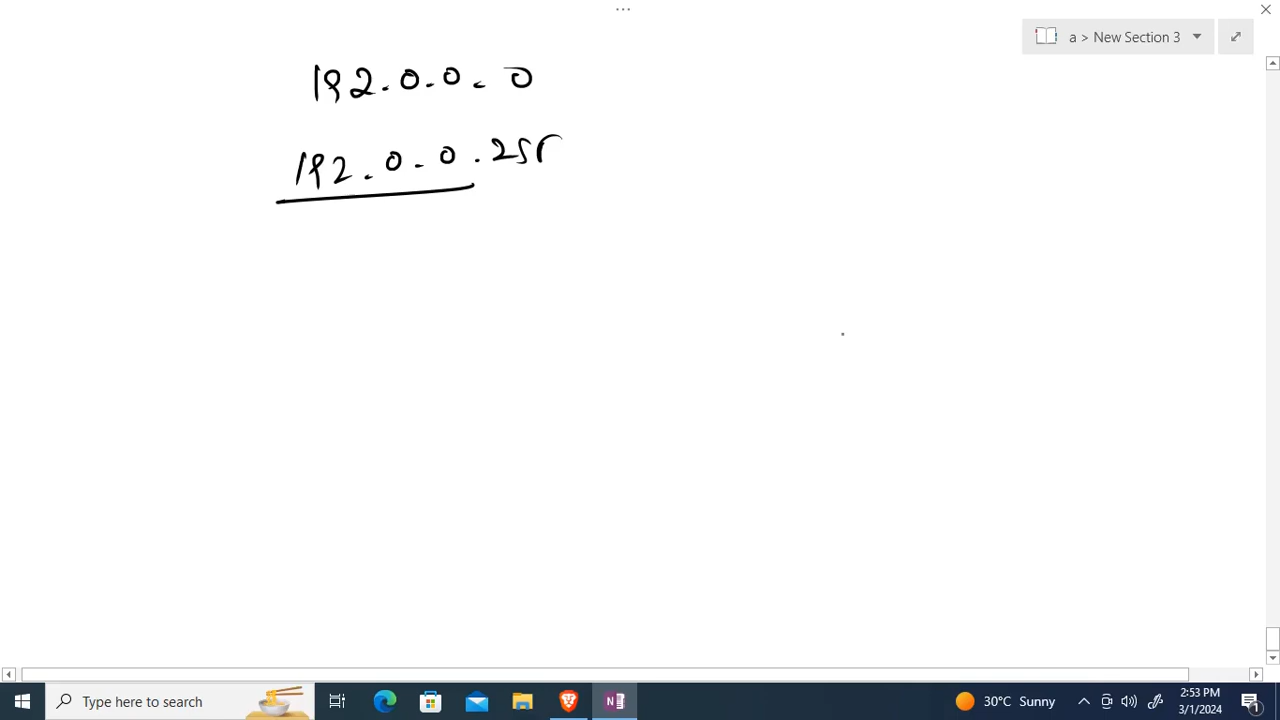 a > New Section 3
192.0.0.0
192.0.0.255
Type here to search
30°C Sunny
2:53 PM
3/1/2024